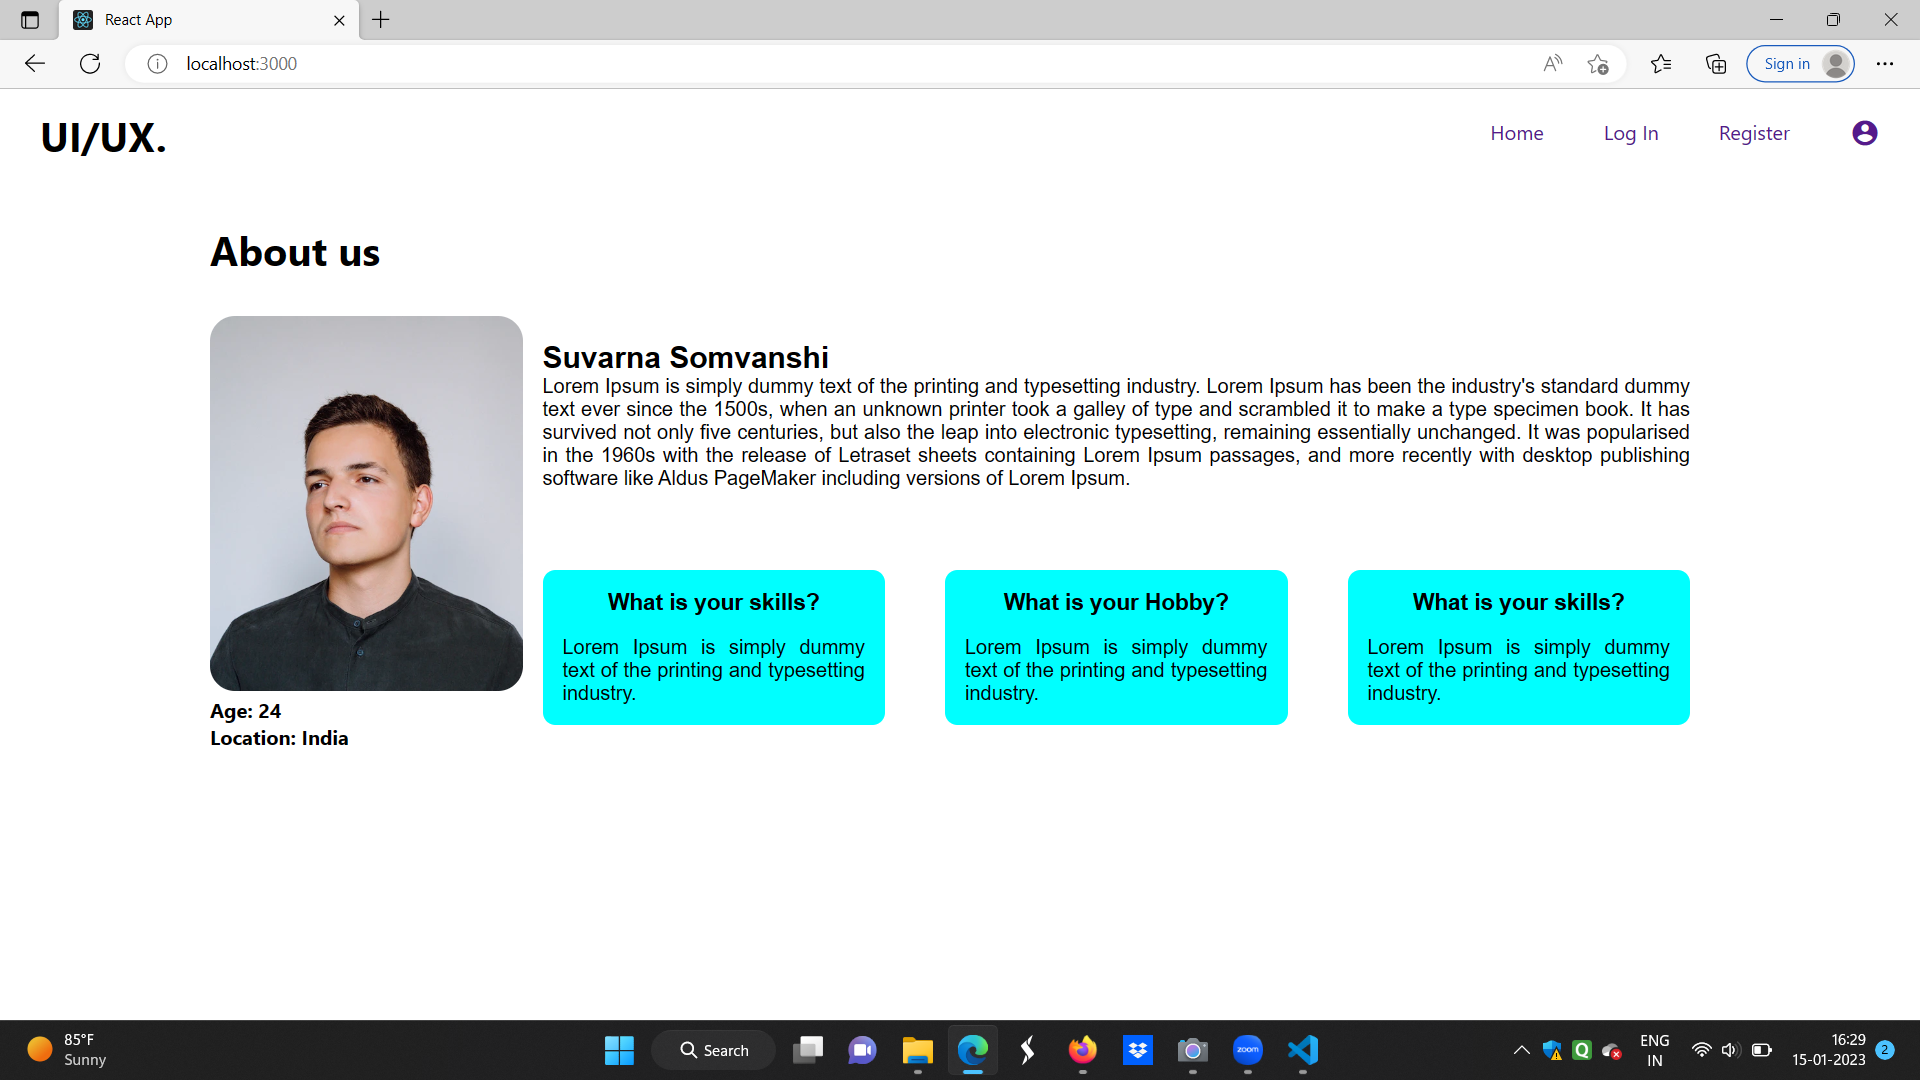 React App
localhost:3000
Sign in
UI/UX.
Home Log In Register
About us
Suvarna Somvanshi
Lorem Ipsum is simply dummy text of the printing and typesetting industry. Lorem Ipsum has been the industry's standard dummy
text ever since the 1500s, when an unknown printer took a galley of type and scrambled it to make a type specimen book. It has
survived not only five centuries, but also the leap into electronic typesetting, remaining essentially unchanged. It was popularised
in the 1960s with the release of Letraset sheets containing Lorem Ipsum passages, and more recently with desktop publishing
software like Aldus PageMaker including versions of Lorem Ipsum.
What is your skills?
Lorem Ipsum is simply dummy
text of the printing and typesetting
industry.
What is your Hobby?
Lorem Ipsum is simply dummy
text of the printing and typesetting
industry.
What is your skills?
Lorem Ipsum is simply dummy
text of the printing and typesetting
industry.
Age: 24
Location: India
85°F
Sunny
Search
zoom
Q
ENG
IN
16:29
15-01-2023
2